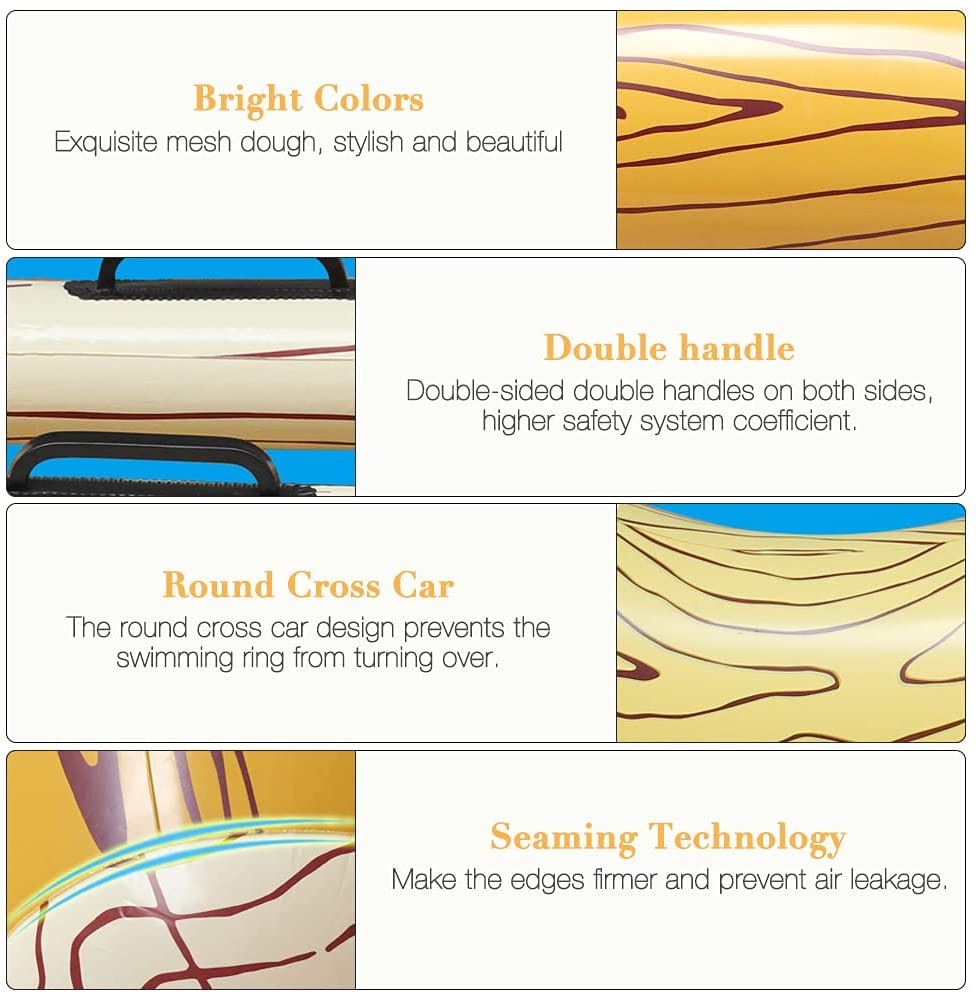 Bright Colors
Exquisite mesh dough, stylish and beautiful
Double handle
Double-sided double handles on both sides,
higher safety system coefficient.
Round Cross Car
The round cross car design prevents the
swimming ring from turning over.
Seaming Technology
Make the edges firmer and prevent air leakage.